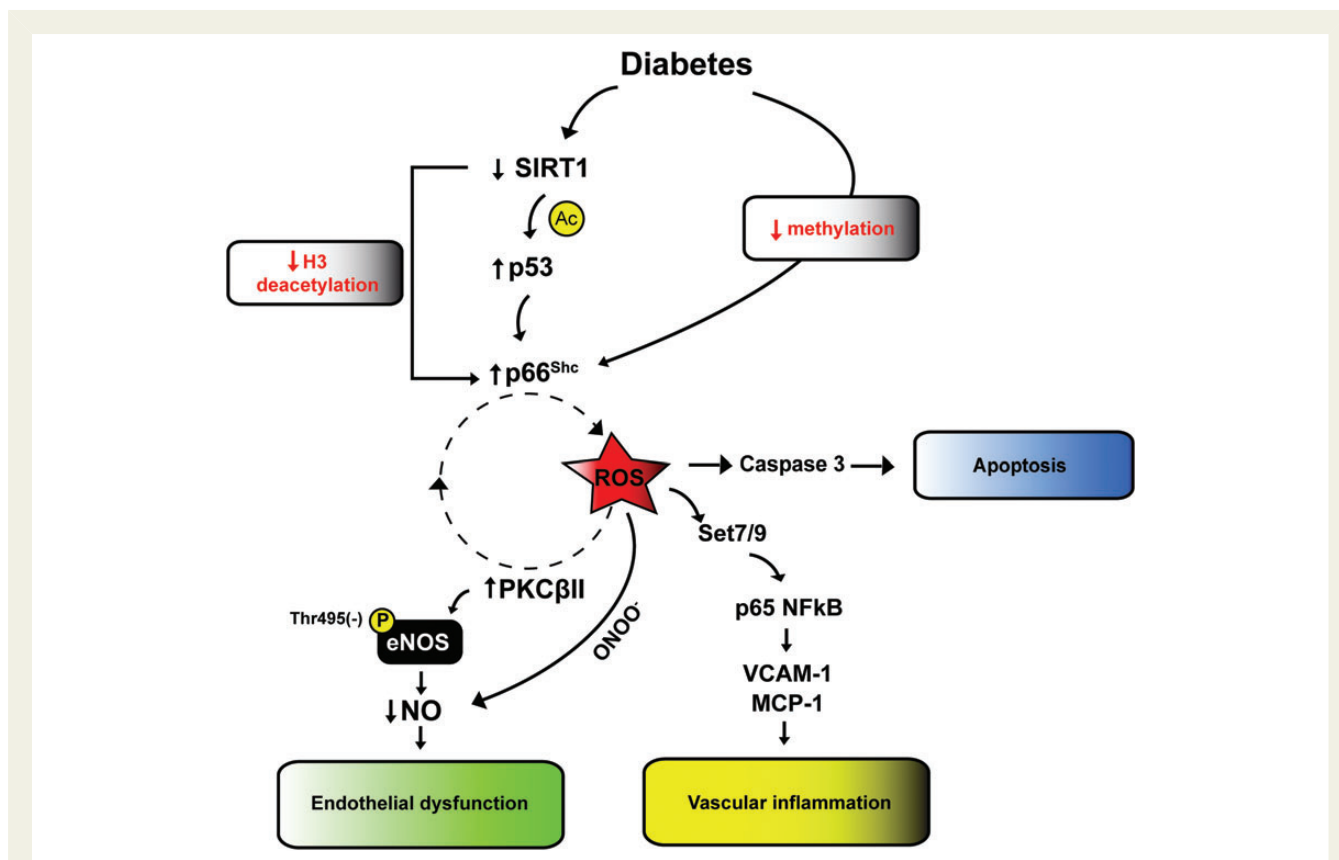 Diabetes
↓ SIRT1
Ac
↓ methylation
↓ H3
deacetylation
↑p53
↑p66ˢʰᶜ
ROS
Caspase 3
Apoptosis
Set7/9
↑PKCβII
p65 NFkB
Thr495(-)
P
eNOS
ONOO⁻
VCAM-1
MCP-1
↓NO
Endothelial dysfunction
Vascular inflammation